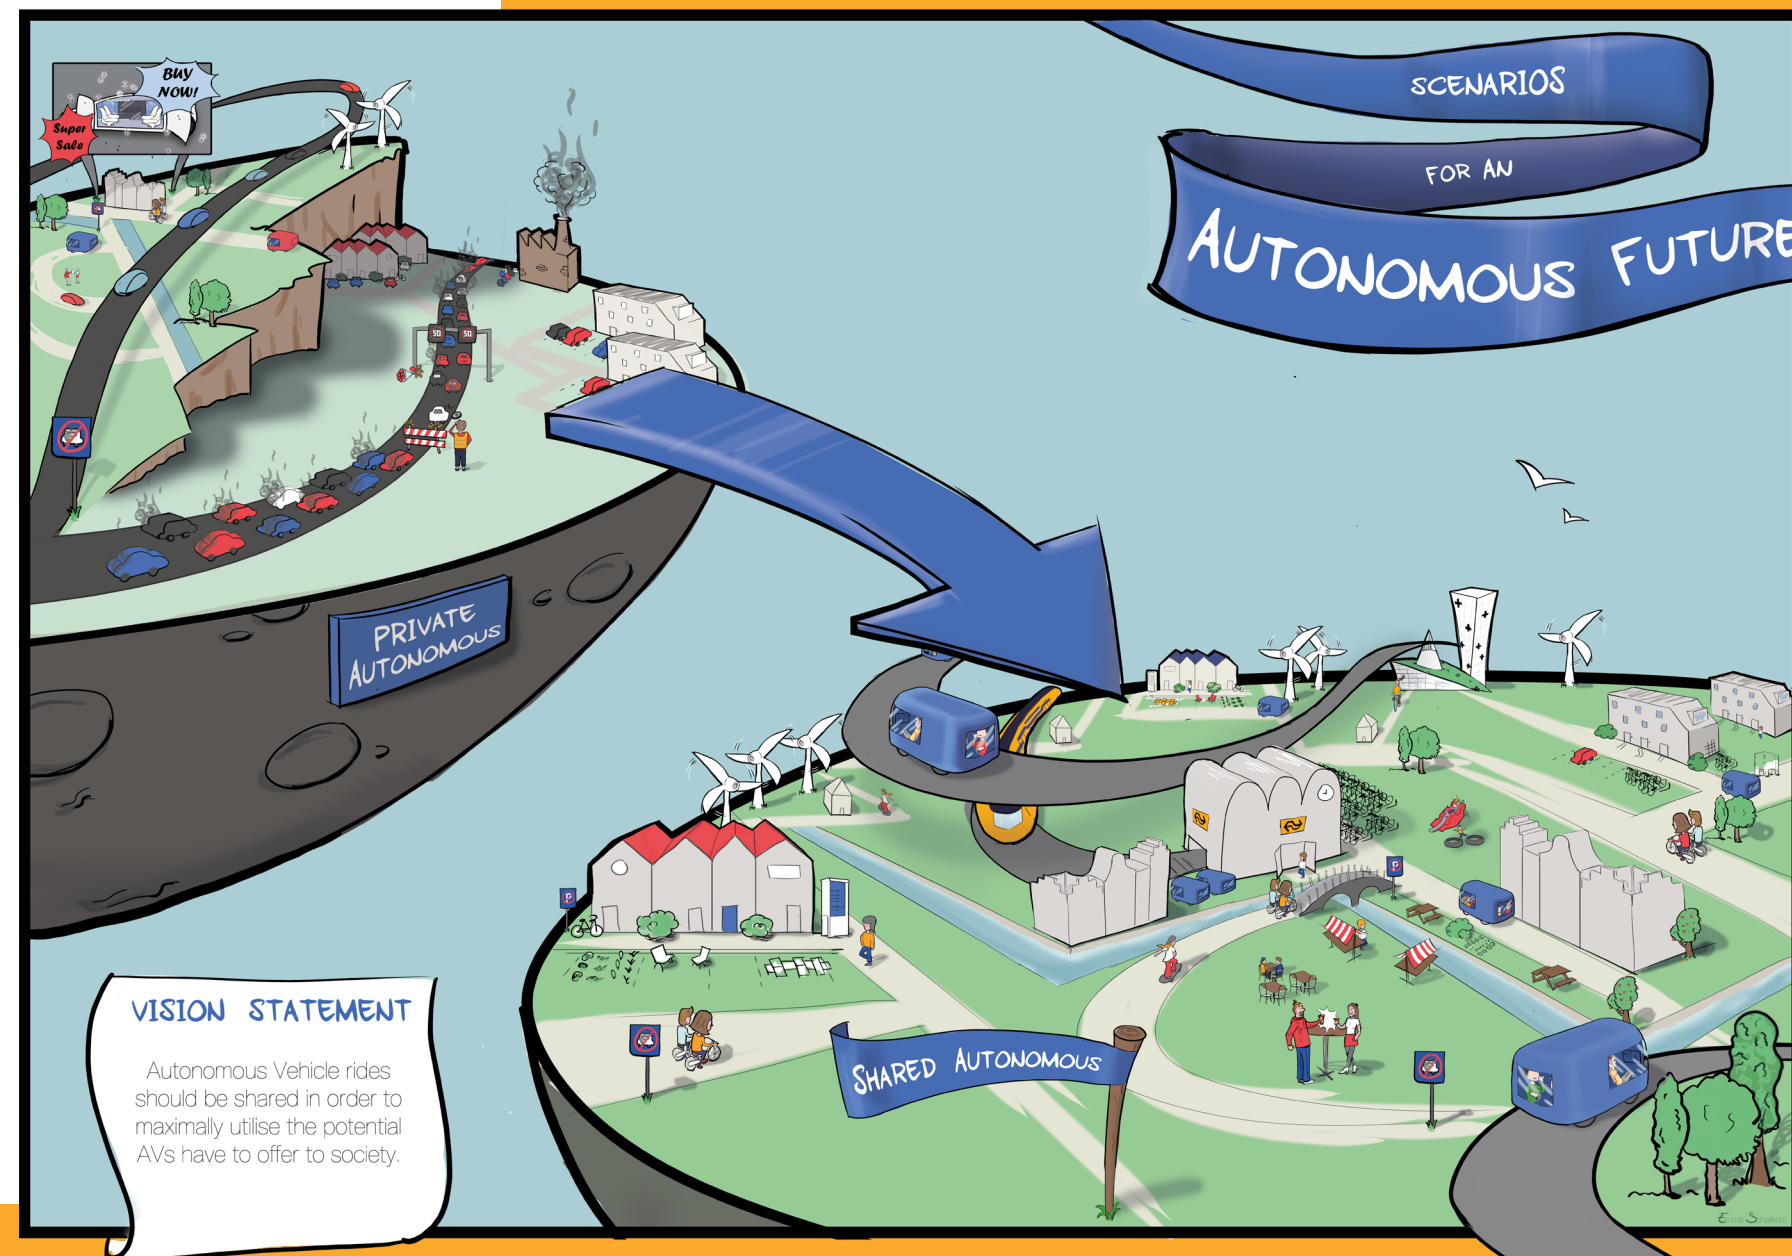 BUY
NOW!
Super
Sale
SCENARIOS
FOR AN
AUTONOMOUS FUTURE
50 50
PRIVATE
AUTONOMOUS
P
P
SHARED AUTONOMOUS
VISION STATEMENT
Autonomous Vehicle rides
should be shared in order to
maximally utilise the potential
AVs have to offer to society.